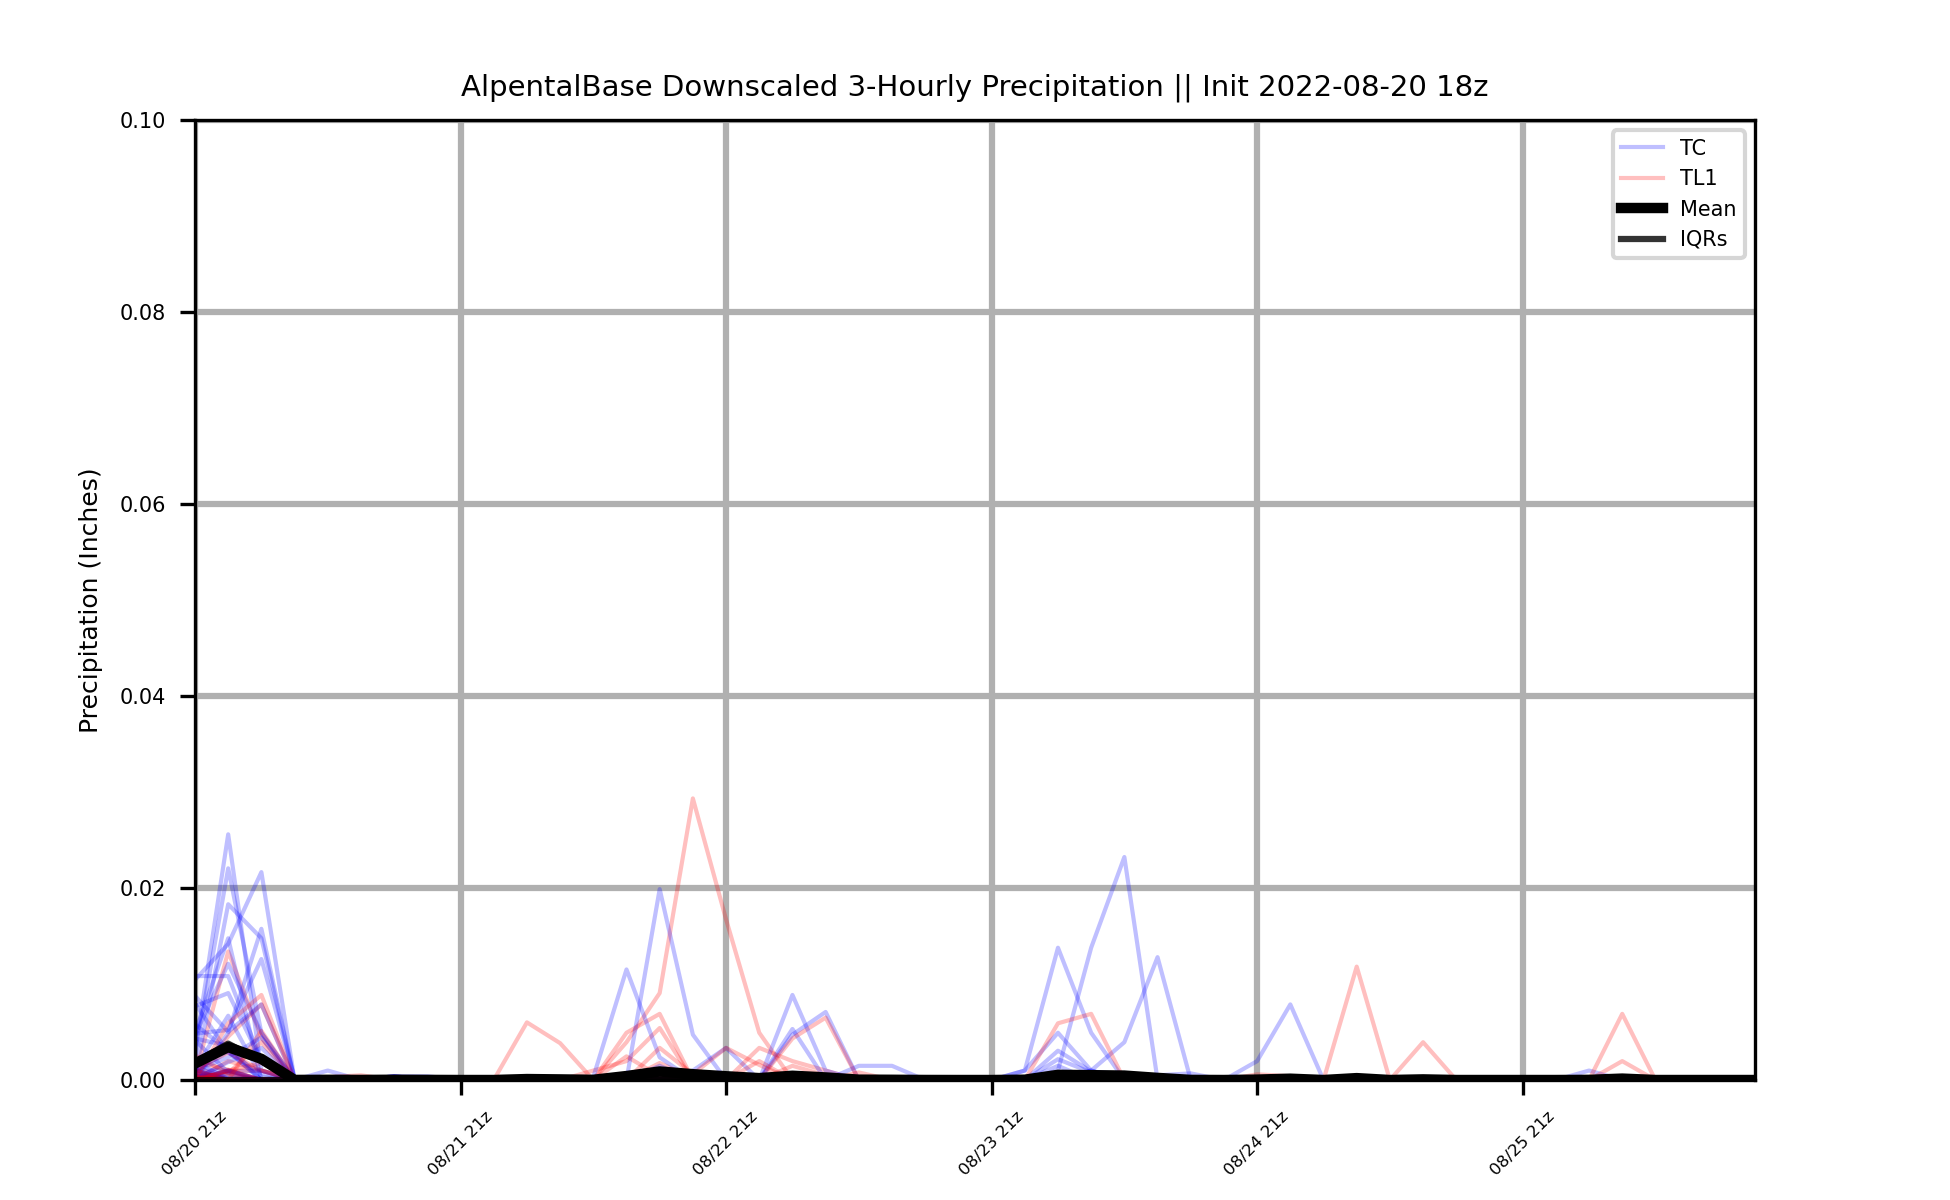 AlpentalBase Downscaled 3-Hourly Precipitation || Init 2022-08-20 18z
TC
TL1
Mean
IQRs
Precipitation (Inches)
0.10
0.08
0.06
0.04
0.02
0.00
08/20 21z
08/21 21z
08/22 21z
08/23 21z
08/24 21z
08/25 21z